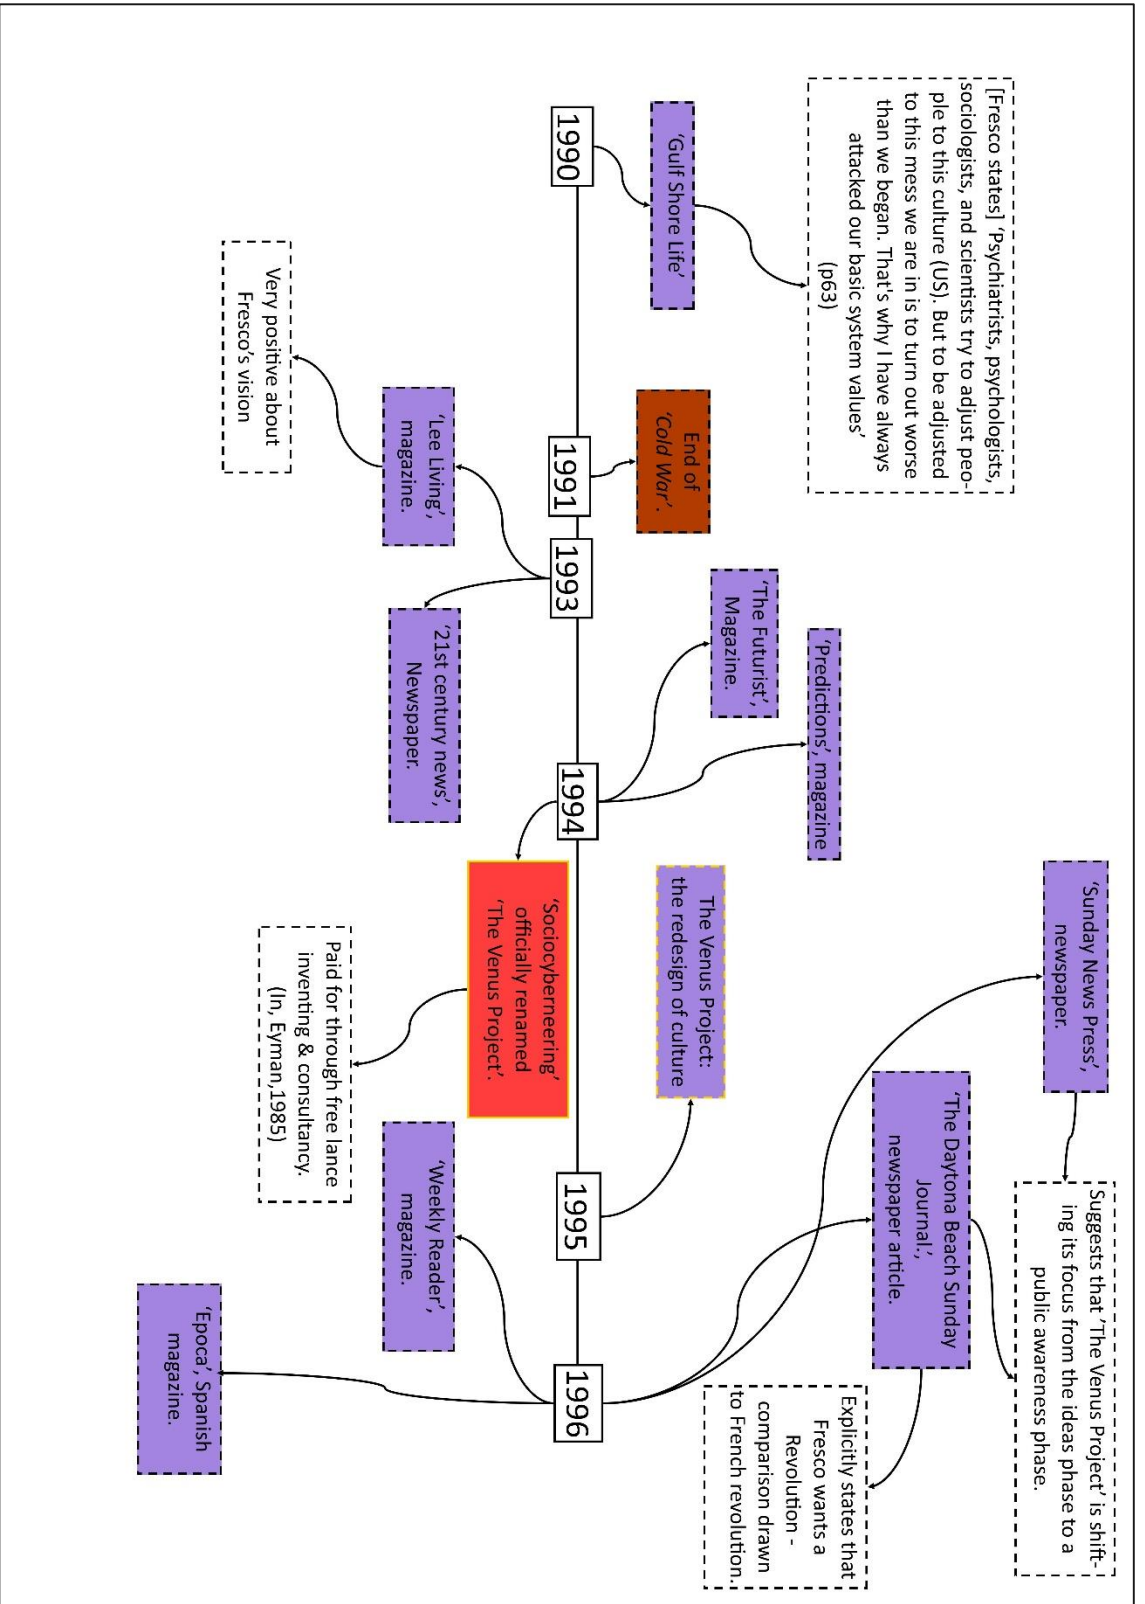 [Fresco states] 'Psychiatrists, psychologists,
sociologists, and scientists try to adjust peo-
ple to this culture (US). But to be adjusted
to this mess we are in is to turn out worse
than we began. That's why I have always
attacked our basic system values'
(p63)
'Gulf Shore Life'
1990
End of
'Cold War'.
1991
1993
'Lee Living',
magazine.
Very positive about
Fresco's vision
'21st century news',
Newspaper.
'Predictions', magazine
'The Futurist',
Magazine.
1994
'Sociocyberneering'
officially renamed
'The Venus Project'.
Paid for through free lance
inventing & consultancy.
(In, Eyman,1985)
The Venus Project:
the redesign of culture
1995
'Sunday News Press',
newspaper.
Suggests that 'The Venus Project' is shift-
ing its focus from the ideas phase to a
public awareness phase.
'The Daytona Beach Sunday
Journal.',
newspaper article.
Explicitly states that
Fresco wants a
Revolution -
comparison drawn
to French revolution.
1996
'Weekly Reader',
magazine.
'Epoca', Spanish
magazine.